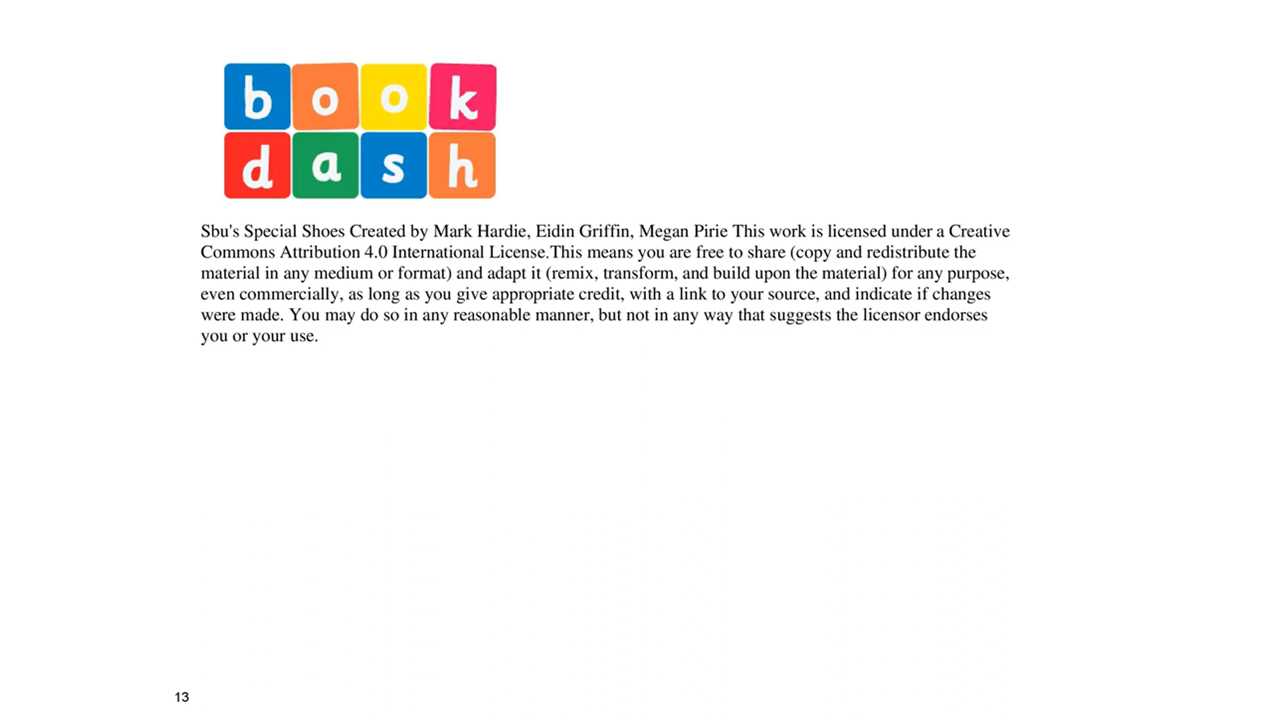 book
dash
Sbu's Special Shoes Created by Mark Hardie, Eidin Griffin, Megan Pirie This work is licensed under a Creative
Commons Attribution 4.0 International License.This means you are free to share (copy and redistribute the
material in any medium or format) and adapt it (remix, transform, and build upon the material) for any purpose,
even commercially, as long as you give appropriate credit, with a link to your source, and indicate if changes
were made. You may do so in any reasonable manner, but not in any way that suggests the licensor endorses
you or your use.
13